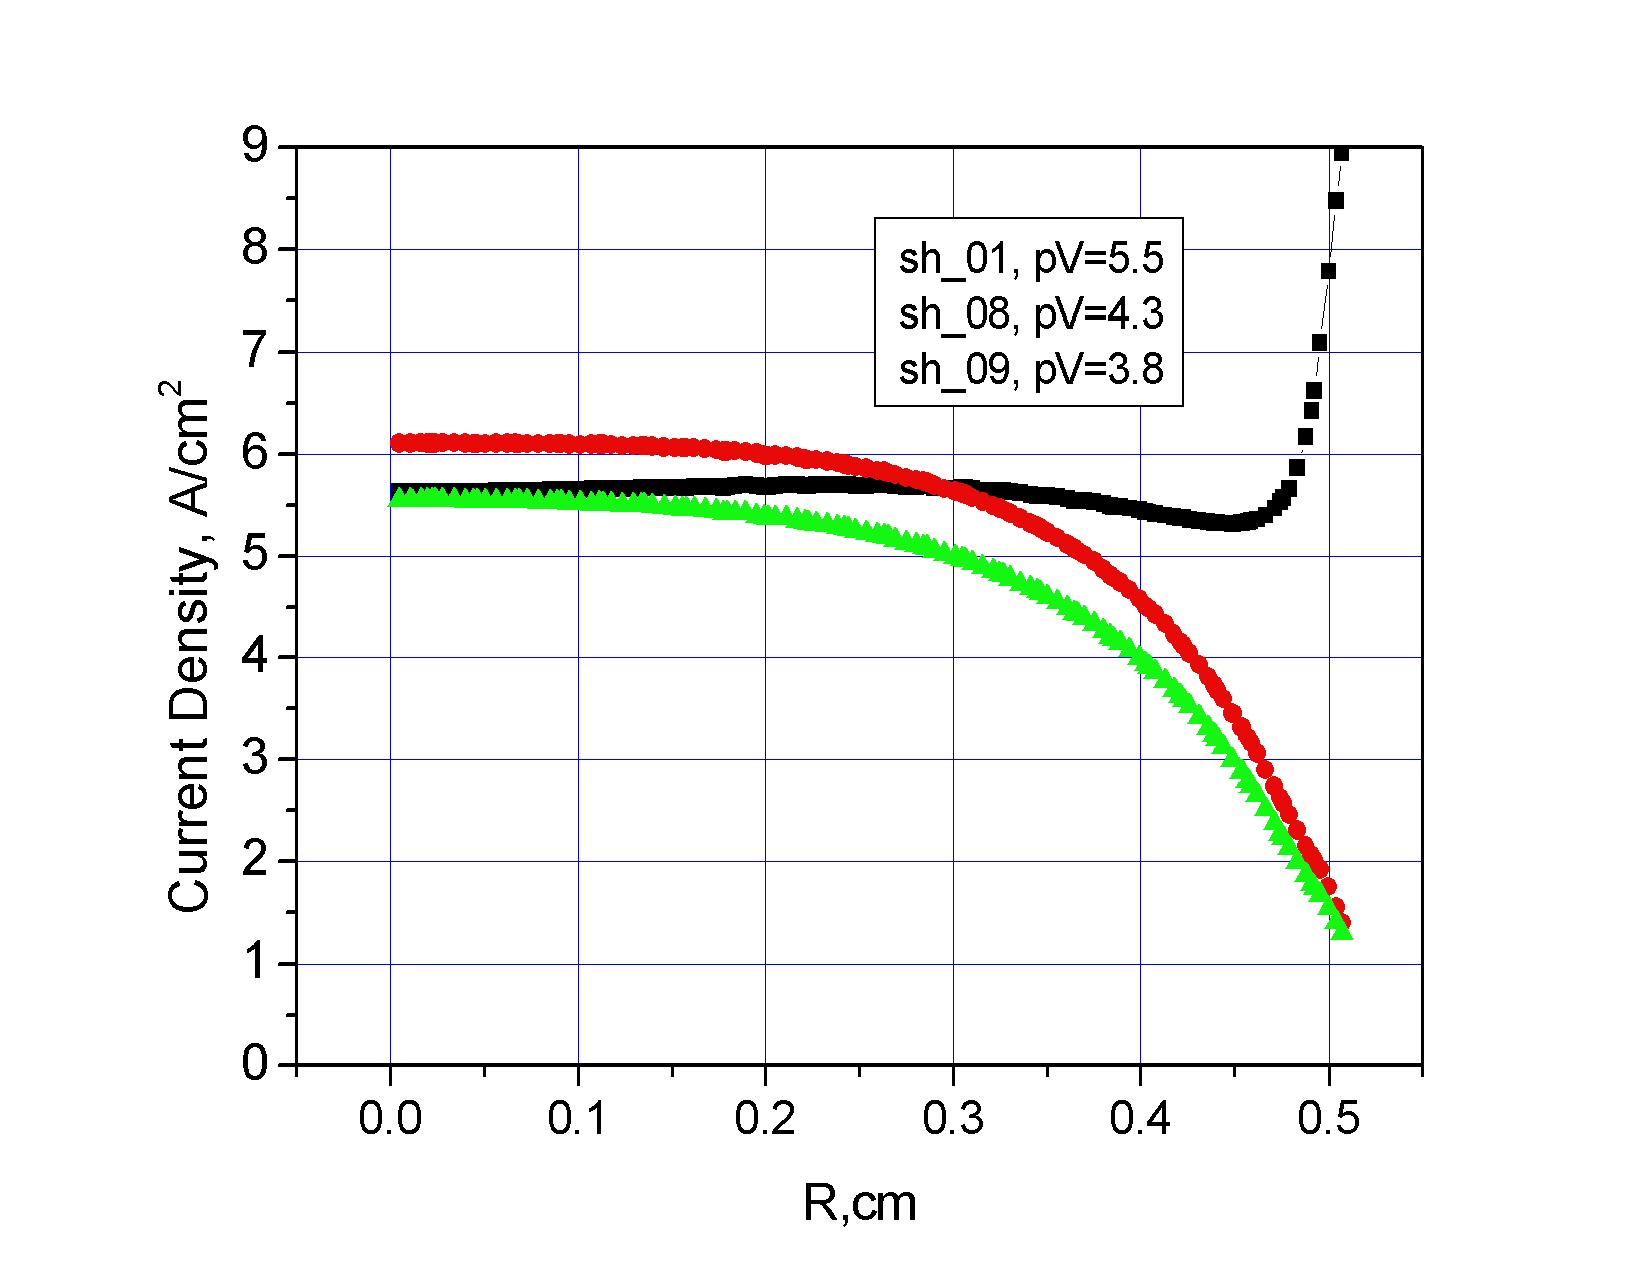 9
8
7
6
5
4
3
2
1
0
Current Density, A/cm²
sh_01, pV=5.5
sh_08, pV=4.3
sh_09, pV=3.8
0.0 0.1 0.2 0.3 0.4 0.5
R,cm